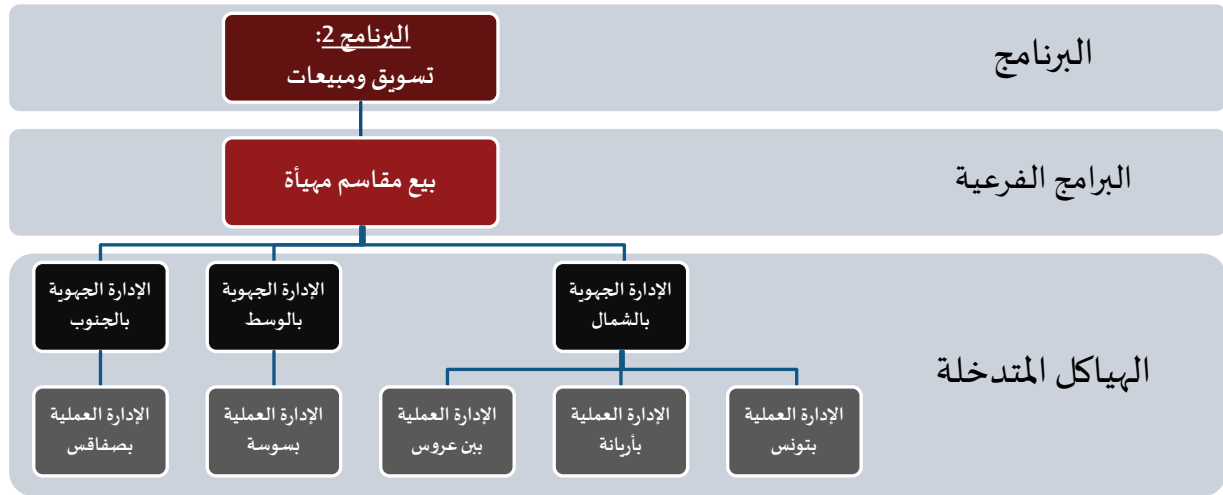 البرنامج
البرنامج 2:
تسويق ومبيعات
البرامج الفرعية
بيع مقاسم مهيأة
الهياكل المتدخلة
الإدارة الجهوية
بالشمال
الإدارة الجهوية
بالوسط
الإدارة الجهوية
بالجنوب
الإدارة العملية
بتونس
الإدارة العملية
بأريانة
الإدارة العملية
ببن عروس
الإدارة العملية
بسوسة
الإدارة العملية
بصفاقس